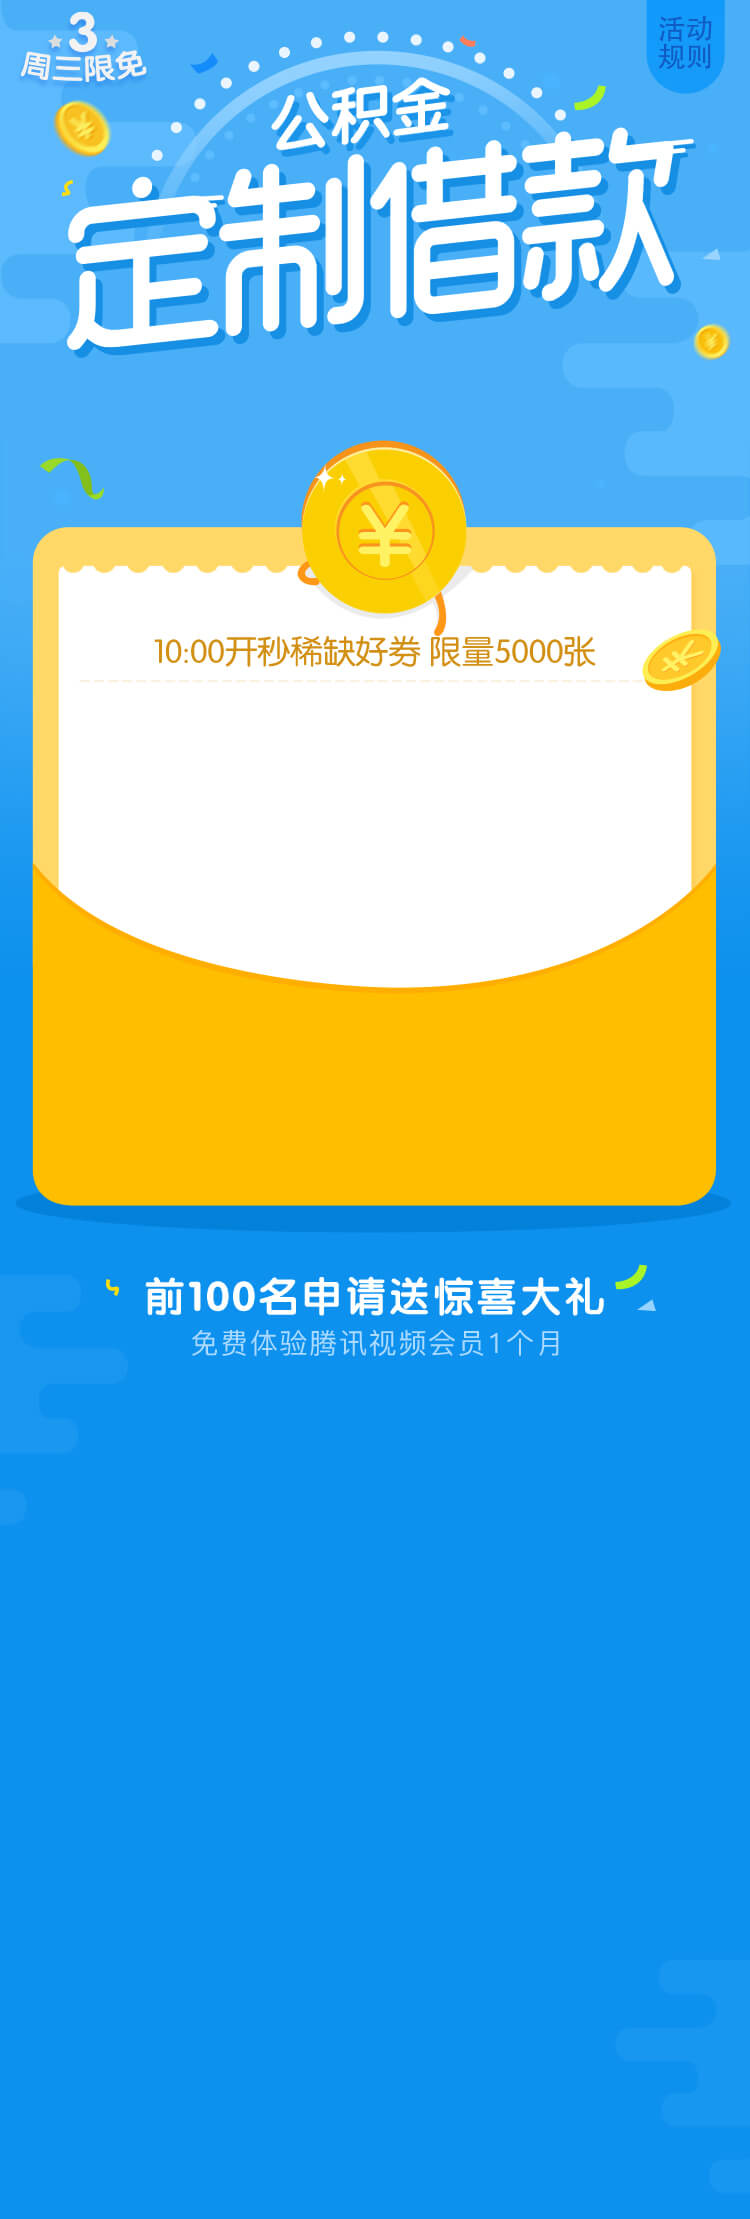 3
周三限免
活动
规则
公积金
定制借款
10:00开秒稀缺好券 限量5000张
前100名申请送惊喜大礼
免费体验腾讯视频会员1个月